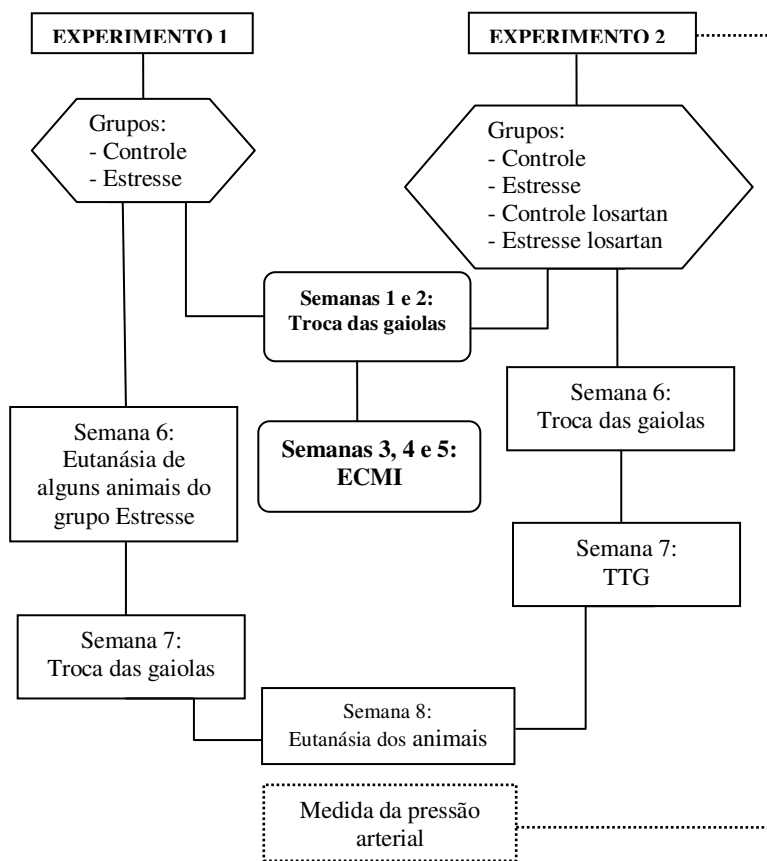 EXPERIMENTO 1
EXPERIMENTO 2
Grupos:
- Controle
- Estresse
Grupos:
- Controle
- Estresse
- Controle losartan
- Estresse losartan
Semanas 1 e 2:
Troca das gaiolas
Semanas 3, 4 e 5:
ECMI
Semana 6:
Eutanásia de
alguns animais do
grupo Estresse
Semana 6:
Troca das gaiolas
Semana 7:
TTG
Semana 7:
Troca das gaiolas
Semana 8:
Eutanásia dos animais
Medida da pressão
arterial